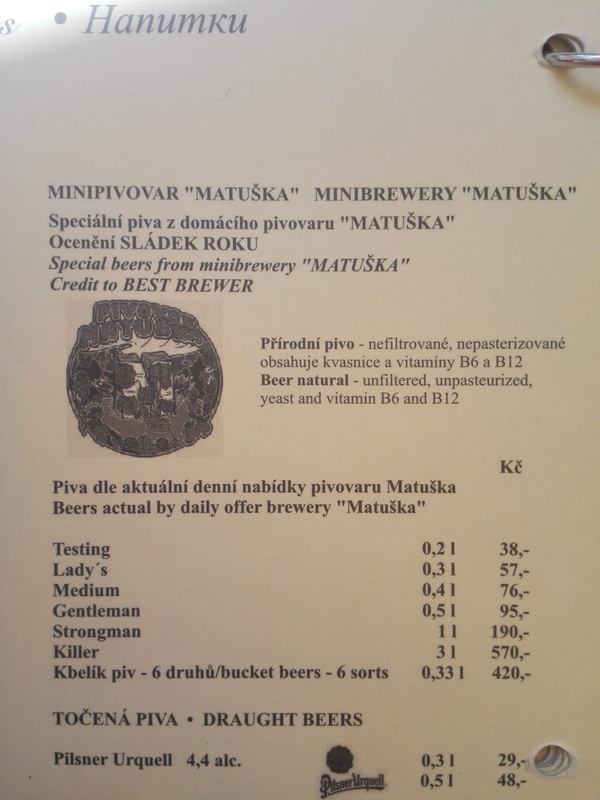 • Напитки
MINIPIVOVAR "MATUŠKA" MINIBREWERY "MATUŠKA"
Speciální piva z domácího pivovaru "MATUŠKA"
Ocenění SLÁDEK ROKU
Special beers from minibrewery "MATUŠKA"
Credit to BEST BREWER
PIVOVAR
MATUŠKA
Přírodní pivo - nefiltrované, nepasterizované
obsahuje kvasnice a vitamíny B6 a B12
Beer natural - unfiltered, unpasteurized,
yeast and vitamin B6 and B12
Kč
Piva dle aktuální denní nabídky pivovaru Matuška
Beers actual by daily offer brewery "Matuška"
Testing 0,2 l 38,-
Lady´s 0,3 l 57,-
Medium 0,4 l 76,-
Gentleman 0,5 l 95,-
Strongman 1 l 190,-
Killer 3 l 570,-
Kbelík piv - 6 druhů/bucket beers - 6 sorts 0,33 l 420,-
TOČENÁ PIVA • DRAUGHT BEERS
Pilsner Urquell 4,4 alc. 0,3 l 29,-
Pilsner Urquell 0,5 l 48,-